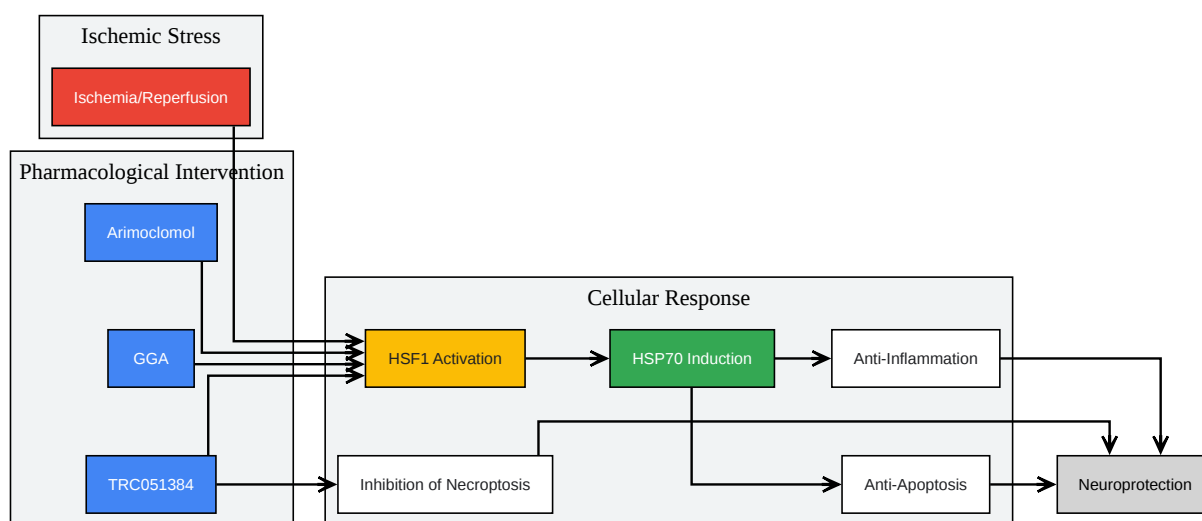 Ischemic Stress
Ischemia/Reperfusion
Pharmacological Intervention
Arimoclomol
GGA
TRC051384
Cellular Response
HSF1 Activation
HSP70 Induction
Anti-Inflammation
Inhibition of Necroptosis
Anti-Apoptosis
Neuroprotection